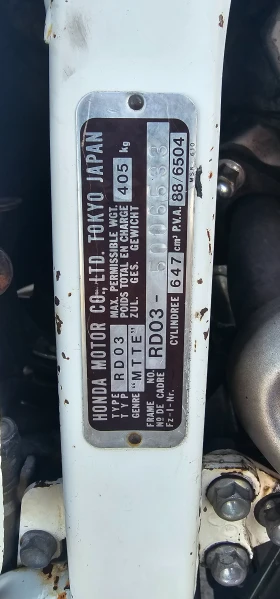 HONDA MOTOR CO., LTD. TOKYO JAPAN
TYPE
TYP
RD03
MAX. PERMISSIBLE WGT.
POIDS TOTAL EN CHARGE
ZUL. GES. GEWICHT
405 kg
GENRE "MTTE"
FRAME NO.
Nº DE CADRE
Fz-I-Nr.
RD03-
CYLINDREE 647 cm³ P.V.A. 88 6504